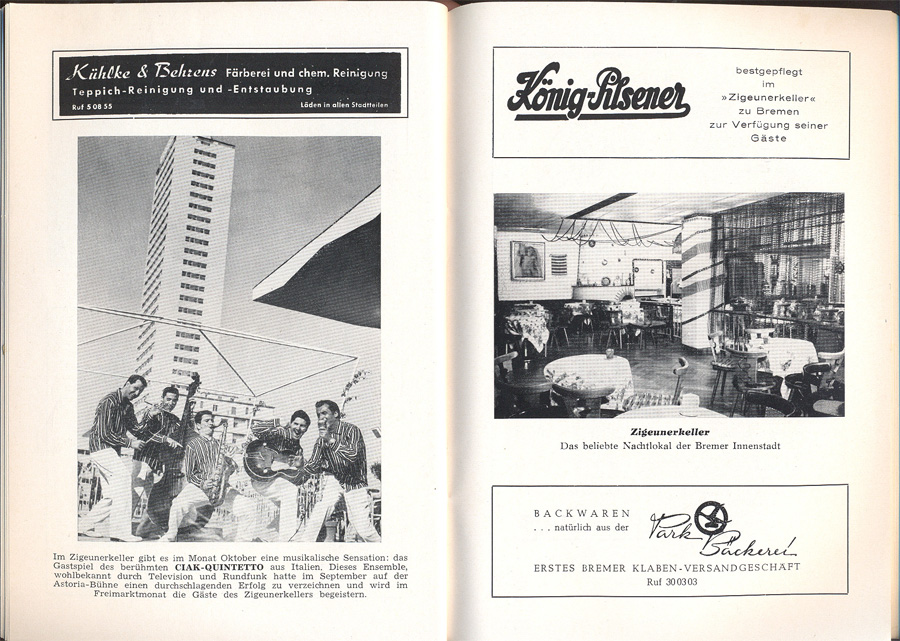 Kühlke & Behrens Färberei und chem. Reinigung
Teppich-Reinigung und -Entstaubung
Ruf 5 08 55 Läden in allen Stadtteilen
Im Zigeunerkeller gibt es im Monat Oktober eine musikalische Sensation: das
Gastspiel des berühmten CIAK-QUINTETTO aus Italien. Dieses Ensemble,
wohlbekannt durch Television und Rundfunk hatte im September auf der
Astoria-Bühne einen durchschlagenden Erfolg zu verzeichnen und wird im
Freimarktmonat die Gäste des Zigeunerkellers begeistern.
König-Pilsener
bestgepflegt
im
»Zigeunerkeller«
zu Bremen
zur Verfügung seiner
Gäste
Zigeunerkeller
Das beliebte Nachtlokal der Bremer Innenstadt
BACKWAREN
. . . natürlich aus der
Park Bäckerei
ERSTES BREMER KLABEN-VERSANDGESCHÄFT
Ruf 30 03 03